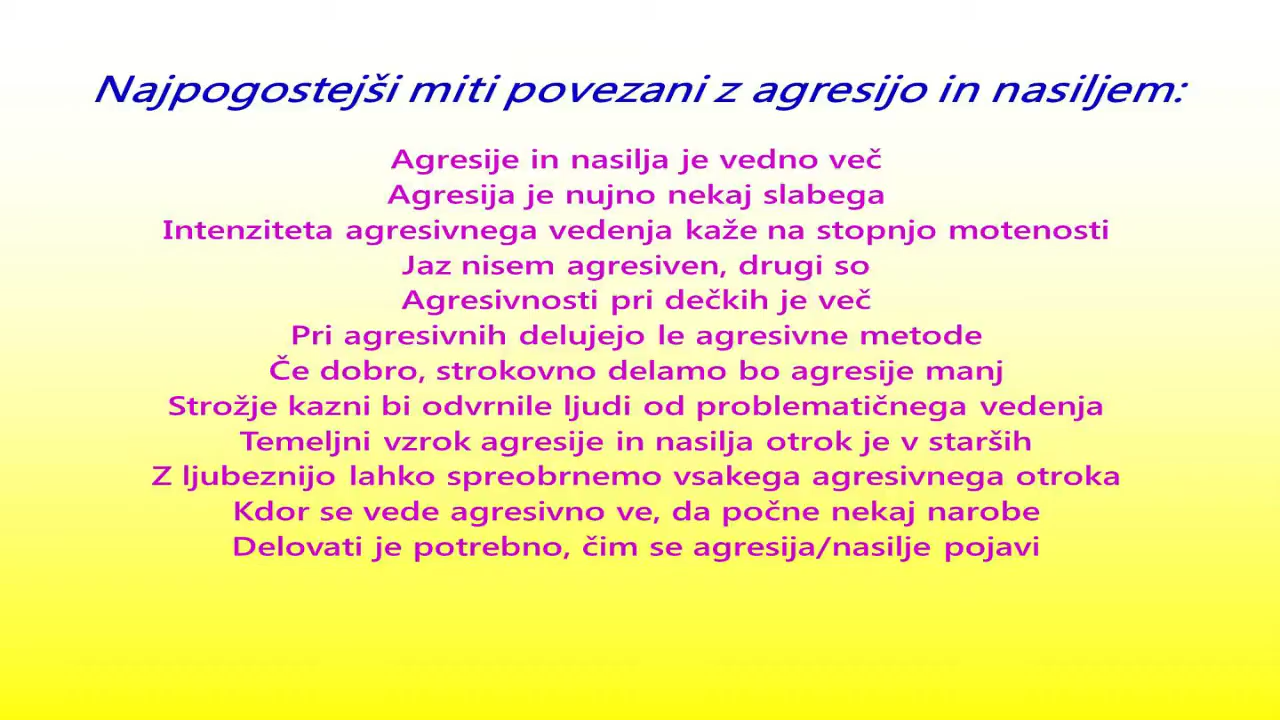 Najpogostejši miti povezani z agresijo in nasiljem:
Agresije in nasilja je vedno več
Agresija je nujno nekaj slabega
Intenziteta agresivnega vedenja kaže na stopnjo motenosti
Jaz nisem agresiven, drugi so
Agresivnosti pri dečkih je več
Pri agresivnih delujejo le agresivne metode
Če dobro, strokovno delamo bo agresije manj
Strožje kazni bi odvrnile ljudi od problematičnega vedenja
Temeljni vzrok agresije in nasilja otrok je v starših
Z ljubeznijo lahko spreobrnemo vsakega agresivnega otroka
Kdor se vede agresivno ve, da počne nekaj narobe
Delovati je potrebno, čim se agresija/nasilje pojavi